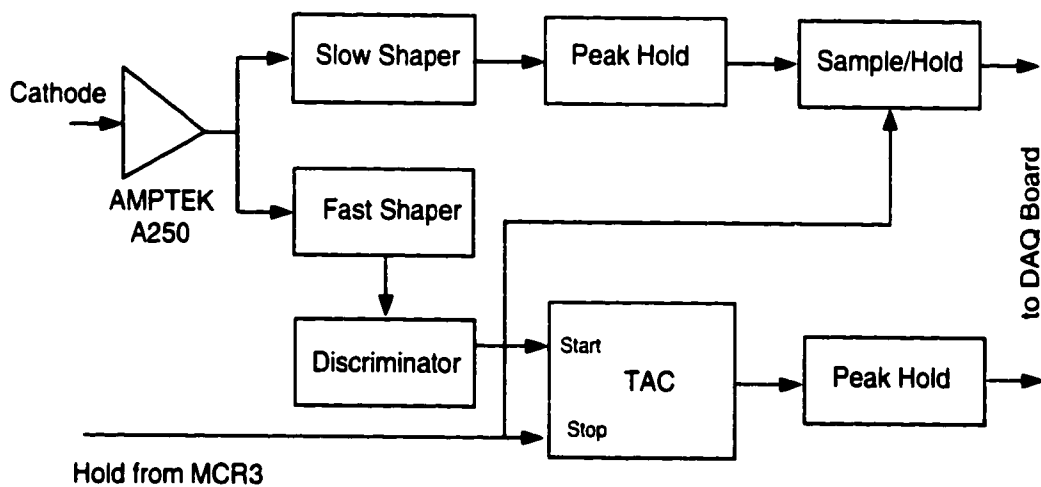 Slow Shaper
Peak Hold
Sample/Hold
Cathode
AMPTEK
A250
Fast Shaper
to DAQ Board
Discriminator
Start
TAC
Stop
Peak Hold
Hold from MCR3